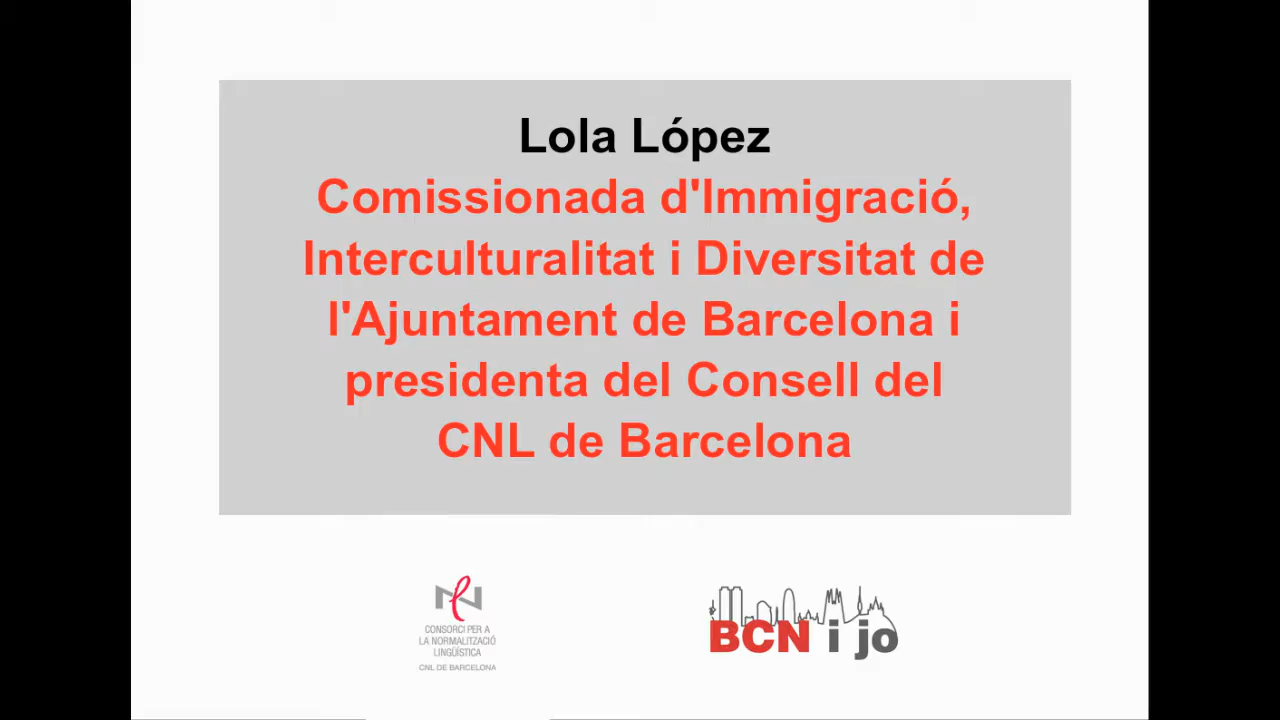 Lola López
Comissionada d'Immigració,
Interculturalitat i Diversitat de
l'Ajuntament de Barcelona i
presidenta del Consell del
CNL de Barcelona
CONSORCI PER A
LA NORMALITZACIÓ
LINGÜÍSTICA
CNL DE BARCELONA
BCN i jo